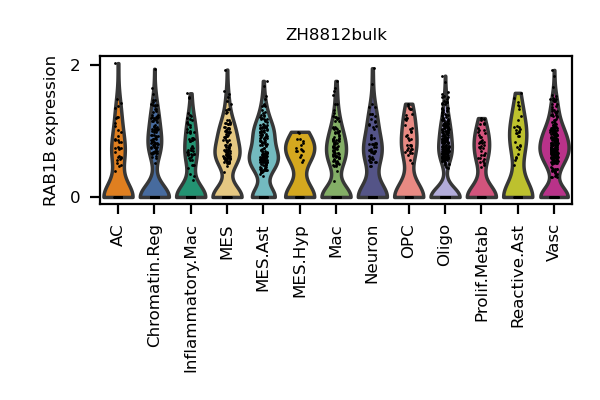 ZH8812bulk
RAB1B expression
2
0
AC
Chromatin.Reg
Inflammatory.Mac
MES
MES.Ast
MES.Hyp
Mac
Neuron
OPC
Oligo
Prolif.Metab
Reactive.Ast
Vasc